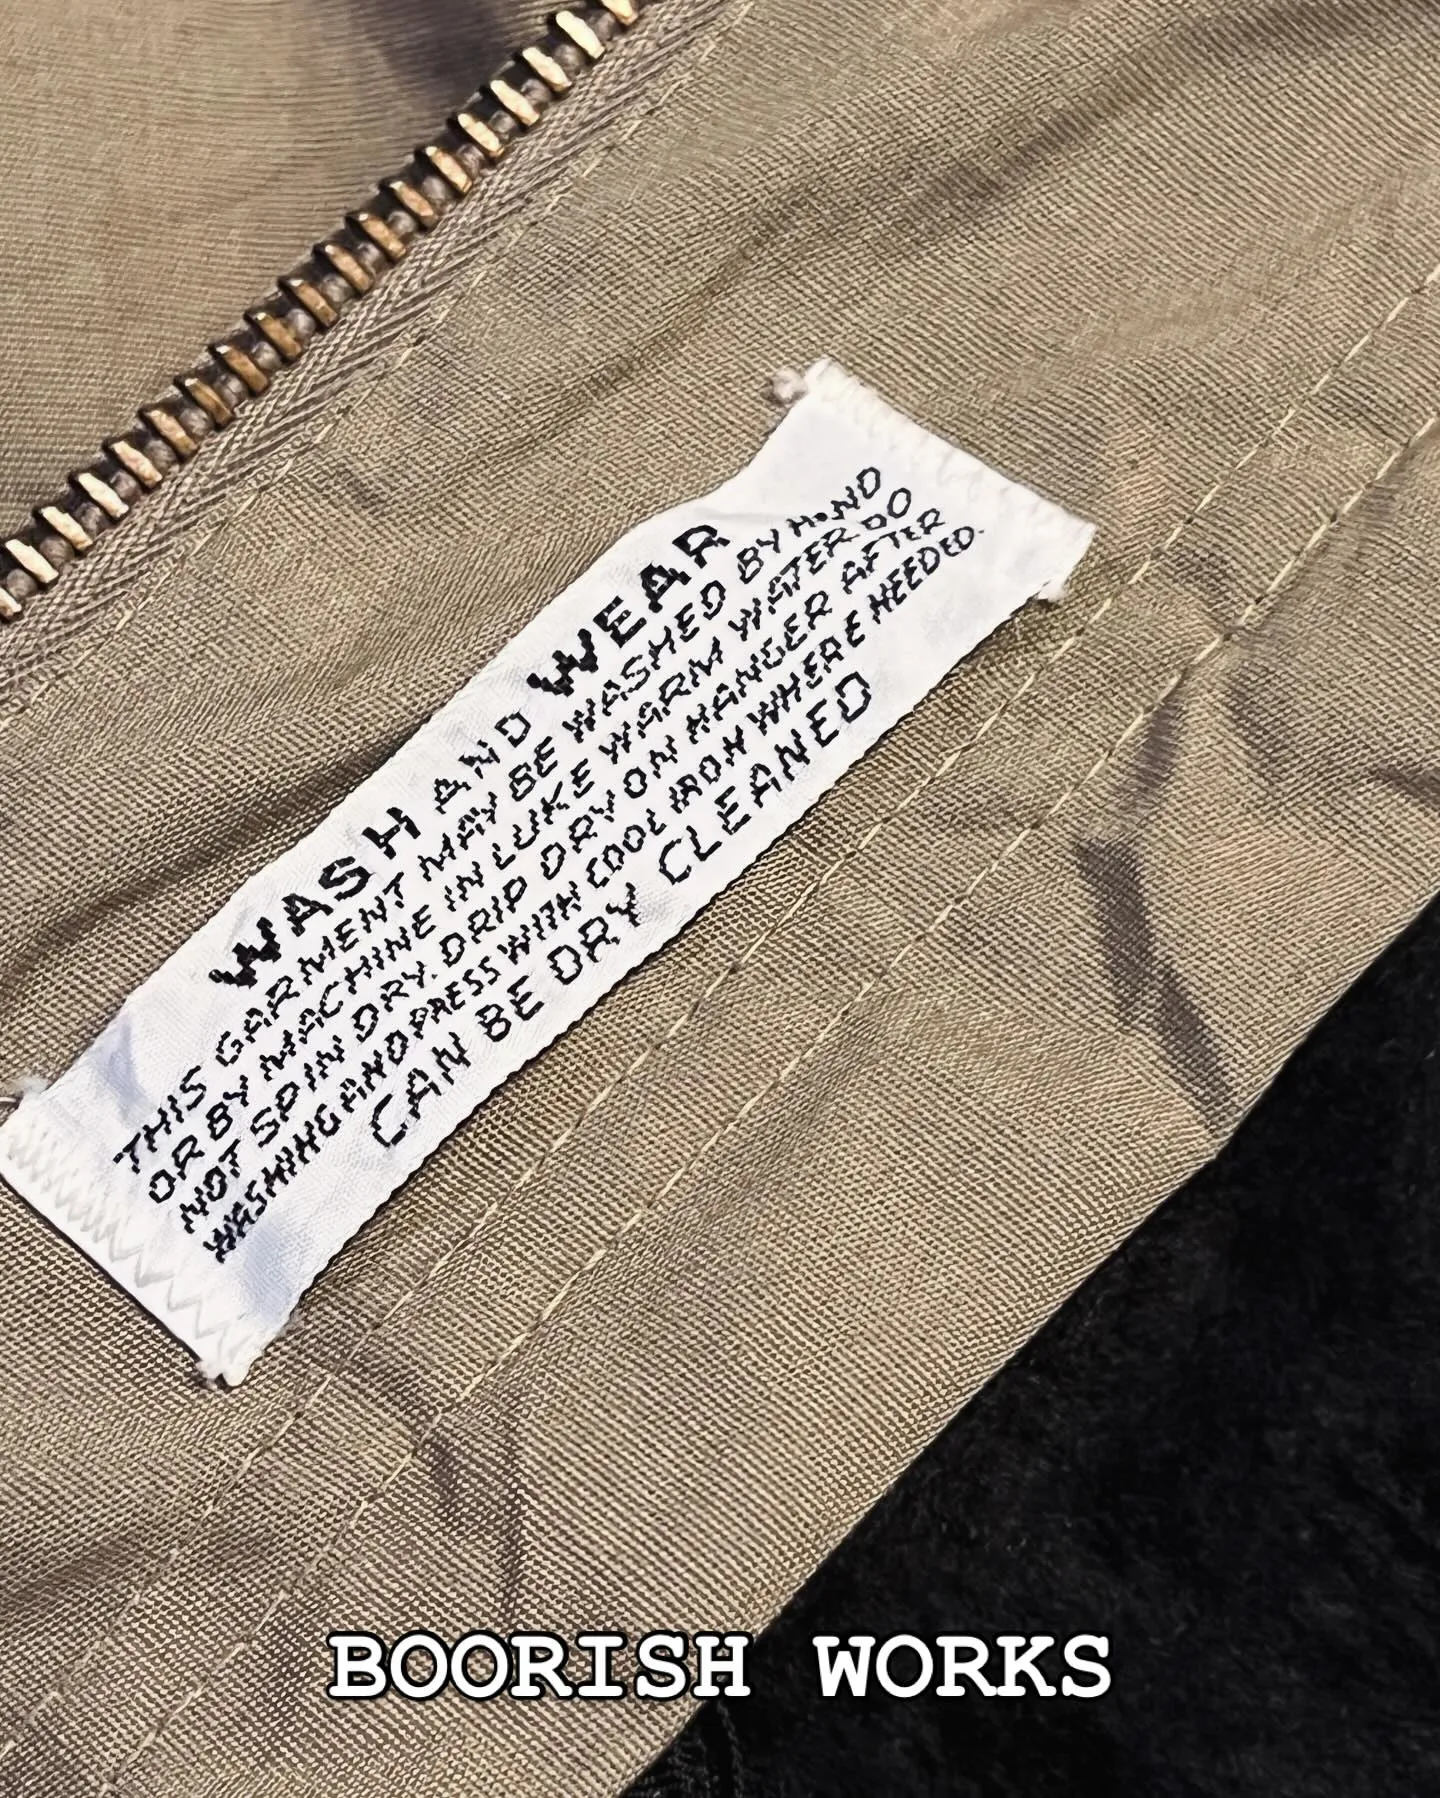 WASH AND WEAR
THIS GARMENT MAY BE WASHED BY HAND
OR BY MACHINE IN LUKE WARM WATER DO
NOT SPIN DRY. DRIP DRY ON HANGER AFTER
WASHING AND PRESS WITH COOL IRON WHERE NEEDED.
CAN BE DRY CLEANED
BOORISH WORKS